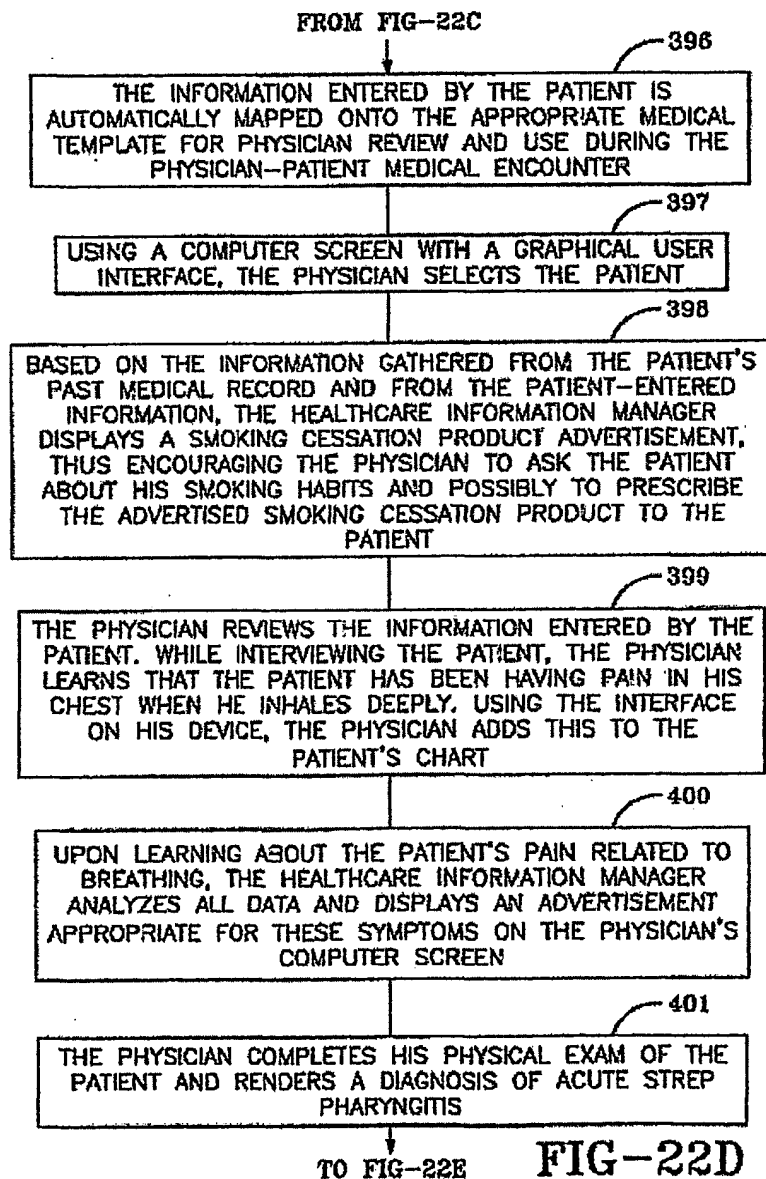 FROM FIG-22C
396
THE INFORMATION ENTERED BY THE PATIENT IS
AUTOMATICALLY MAPPED ONTO THE APPROPRIATE MEDICAL
TEMPLATE FOR PHYSICIAN REVIEW AND USE DURING THE
PHYSICIAN-PATIENT MEDICAL ENCOUNTER
397
USING A COMPUTER SCREEN WITH A GRAPHICAL USER
INTERFACE, THE PHYSICIAN SELECTS THE PATIENT
398
BASED ON THE INFORMATION GATHERED FROM THE PATIENT'S
PAST MEDICAL RECORD AND FROM THE PATIENT-ENTERED
INFORMATION, THE HEALTHCARE INFORMATION MANAGER
DISPLAYS A SMOKING CESSATION PRODUCT ADVERTISEMENT,
THUS ENCOURAGING THE PHYSICIAN TO ASK THE PATIENT
ABOUT HIS SMOKING HABITS AND POSSIBLY TO PRESCRIBE
THE ADVERTISED SMOKING CESSATION PRODUCT TO THE
PATIENT
399
THE PHYSICIAN REVIEWS THE INFORMATION ENTERED BY THE
PATIENT. WHILE INTERVIEWING THE PATIENT, THE PHYSICIAN
LEARNS THAT THE PATIENT HAS BEEN HAVING PAIN IN HIS
CHEST WHEN HE INHALES DEEPLY. USING THE INTERFACE
ON HIS DEVICE, THE PHYSICIAN ADDS THIS TO THE
PATIENT'S CHART
400
UPON LEARNING ABOUT THE PATIENT'S PAIN RELATED TO
BREATHING, THE HEALTHCARE INFORMATION MANAGER
ANALYZES ALL DATA AND DISPLAYS AN ADVERTISEMENT
APPROPRIATE FOR THESE SYMPTOMS ON THE PHYSICIAN'S
COMPUTER SCREEN
401
THE PHYSICIAN COMPLETES HIS PHYSICAL EXAM OF THE
PATIENT AND RENDERS A DIAGNOSIS OF ACUTE STREP
PHARYNGITIS
TO FIG-22E
FIG-22D